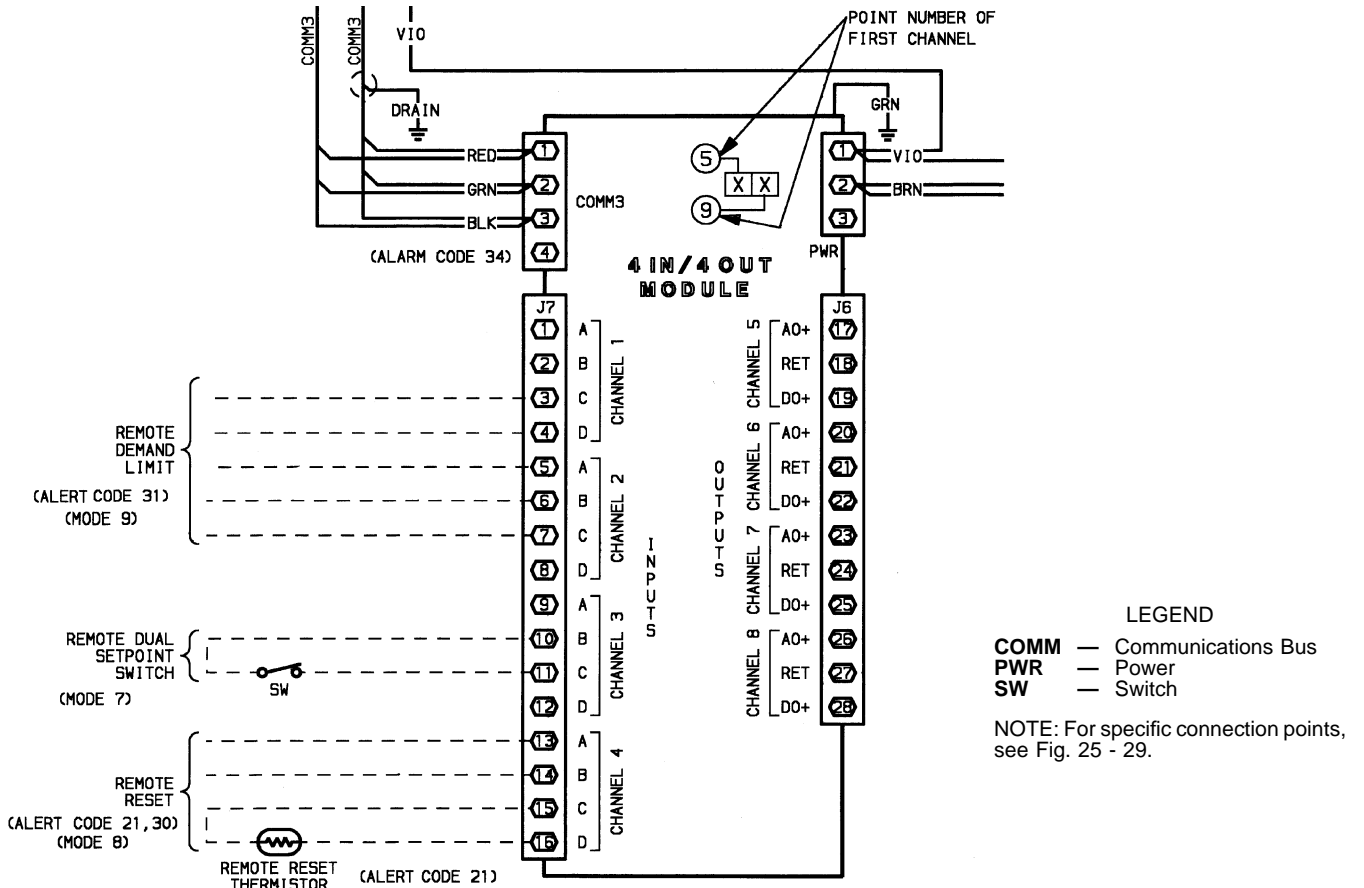 COMM3
COMM3
VIO
POINT NUMBER OF
FIRST CHANNEL
DRAIN
GRN
RED
GRN
BLK
(ALARM CODE 34)
1
2
3
4
COMM3
5
X X
9
1
2
3
VIO
BRN
PWR
4 IN/4 OUT
MODULE
J7
1 A
2 B
3 C
4 D
CHANNEL 1
5 A
6 B
7 C
8 D
CHANNEL 2
9 A
10 B
11 C
12 D
CHANNEL 3
13 A
14 B
15 C
16 D
CHANNEL 4
INPUTS
OUTPUTS
J6
CHANNEL 5
AO+ 17
RET 18
DO+ 19
CHANNEL 6
AO+ 20
RET 21
DO+ 22
CHANNEL 7
AO+ 23
RET 24
DO+ 25
CHANNEL 8
AO+ 26
RET 27
DO+ 28
REMOTE
DEMAND
LIMIT
(ALERT CODE 31)
(MODE 9)
REMOTE DUAL
SETPOINT
SWITCH
SW
(MODE 7)
REMOTE
RESET
(ALERT CODE 21,30)
(MODE 8)
REMOTE RESET
THERMISTOR
(ALERT CODE 21)
LEGEND
COMM — Communications Bus
PWR — Power
SW — Switch
NOTE: For specific connection points,
see Fig. 25 - 29.